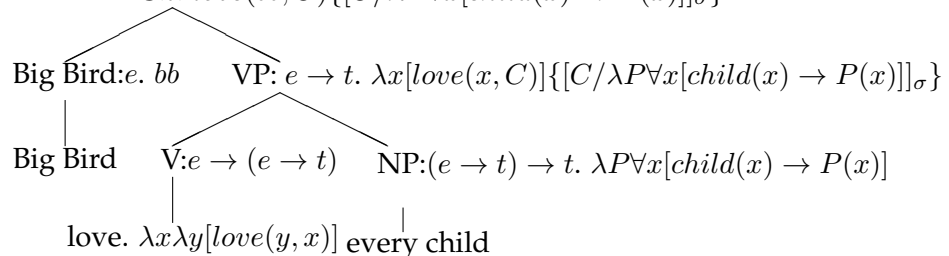 Big Bird:e. bb VP: e → t. λx[love(x, C)]{[C/λP∀x[child(x) → P(x)]]σ}
Big Bird V:e → (e → t) NP:(e → t) → t. λP∀x[child(x) → P(x)]
love. λxλy[love(y, x)] every child